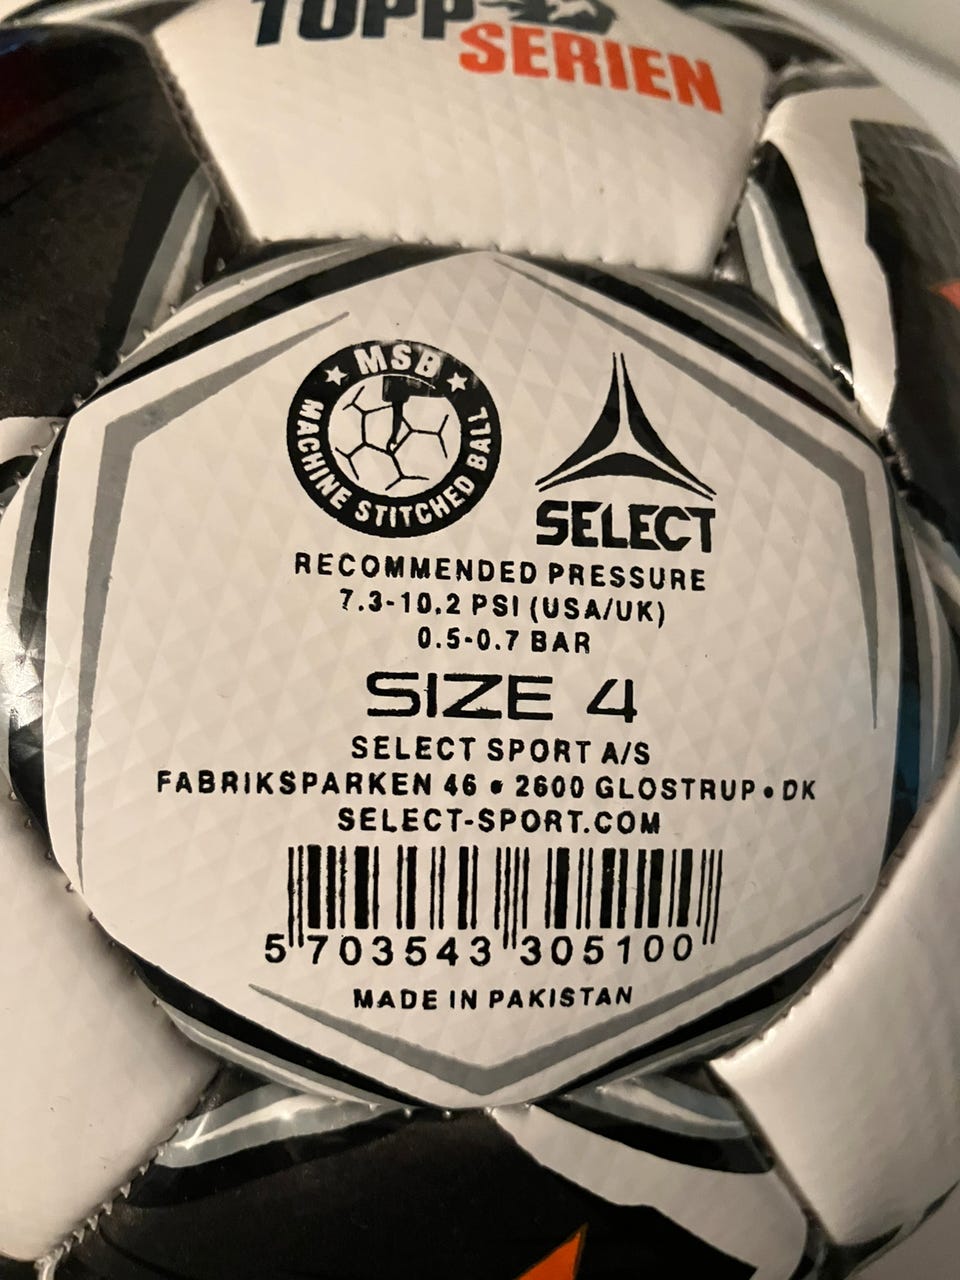 TOPP
SERIEN
MSB
MACHINE STITCHED BALL
SELECT
RECOMMENDED PRESSURE
7.3-10.2 PSI (USA/UK)
0.5-0.7 BAR
SIZE 4
SELECT SPORT A/S
FABRIKSPARKEN 46 • 2600 GLOSTRUP • DK
SELECT-SPORT.COM
5 703543 305100
MADE IN PAKISTAN